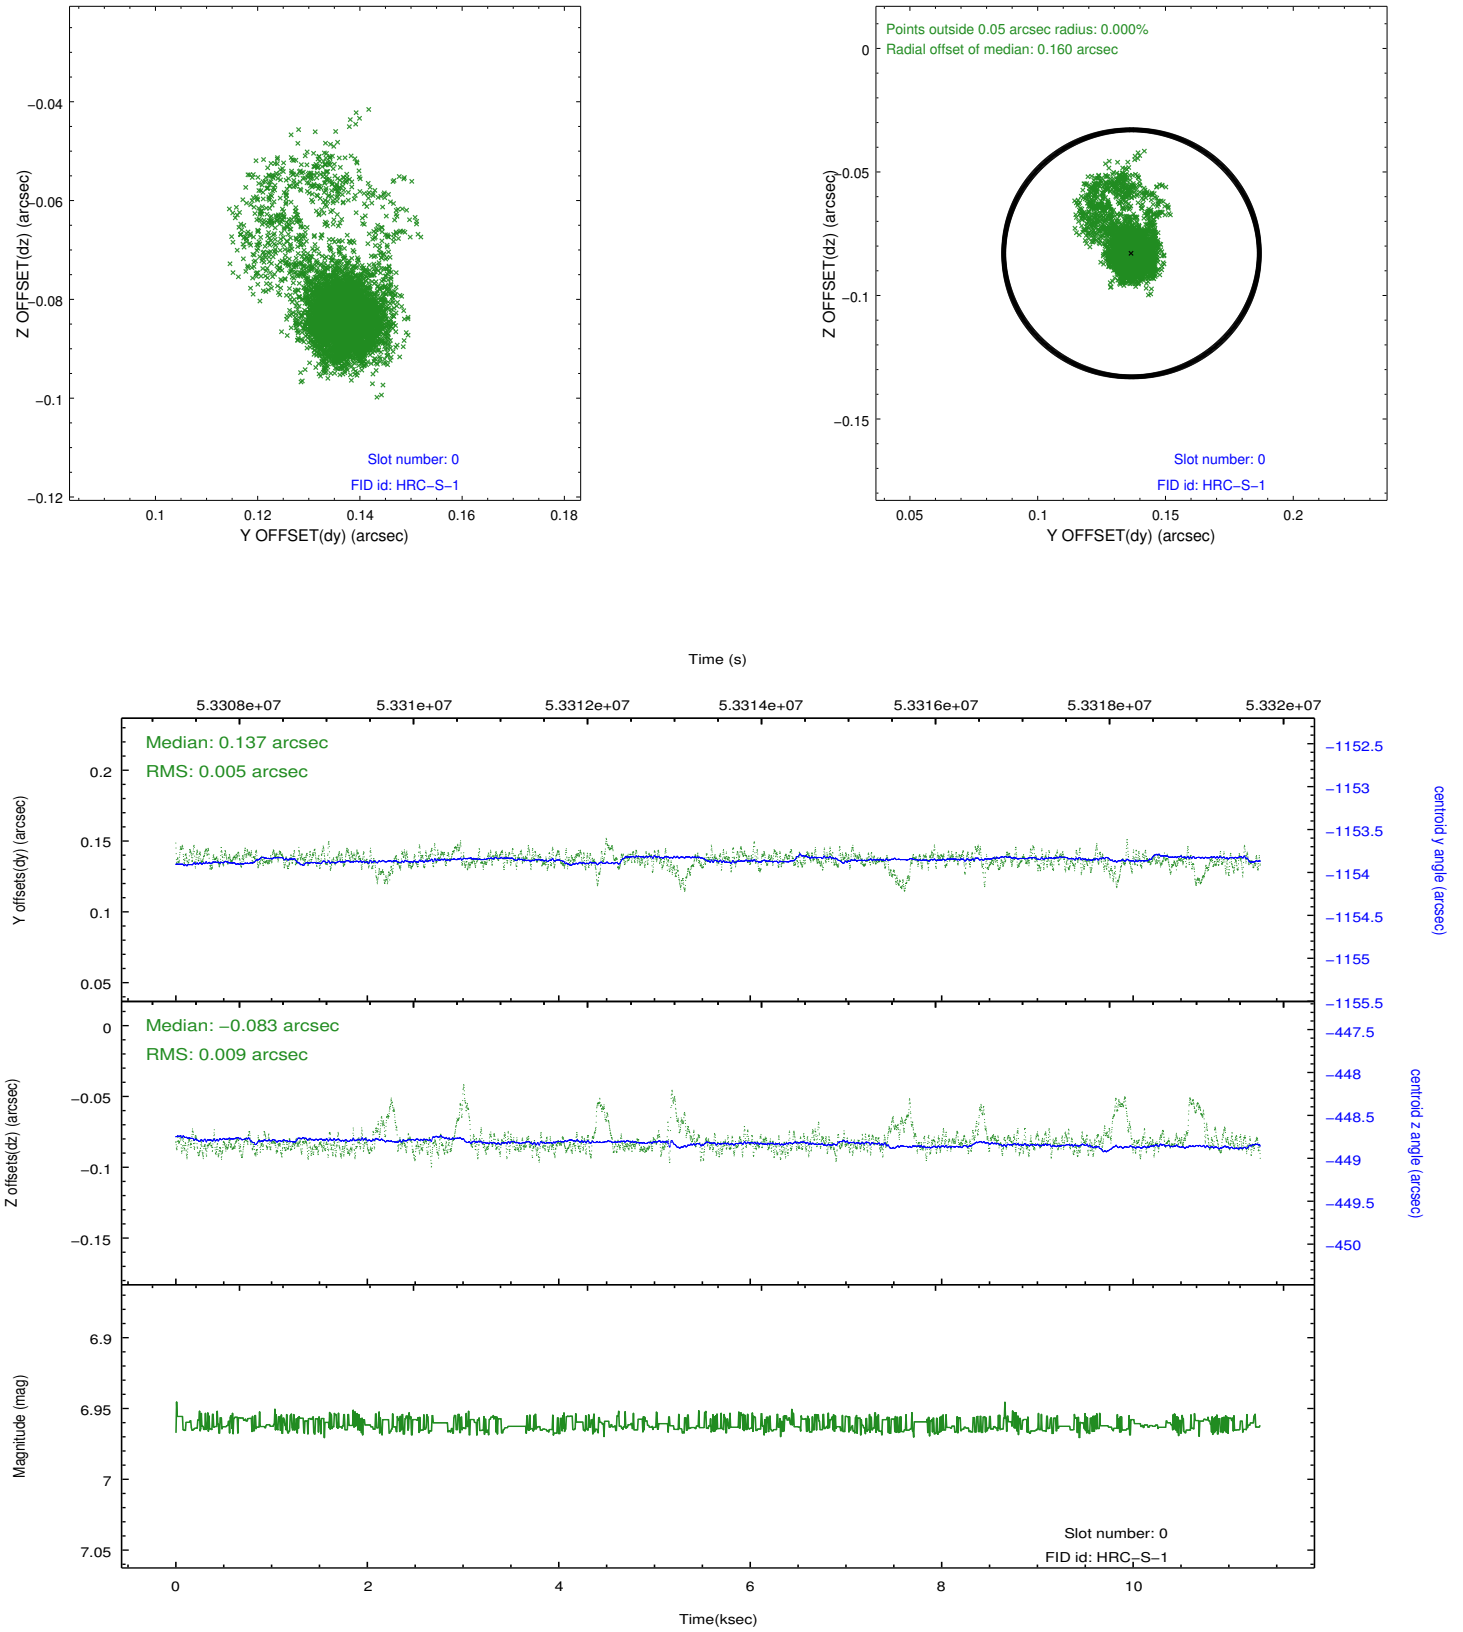 −0.04
−0.06
−0.08
−0.1
−0.12
Z OFFSET(dz) (arcsec)
Slot number: 0
FID id: HRC−S−1
0.1 0.12 0.14 0.16 0.18
Y OFFSET(dy) (arcsec)
Points outside 0.05 arcsec radius: 0.000%
Radial offset of median: 0.160 arcsec
0
−0.05
−0.1
−0.15
Z OFFSET(dz) (arcsec)
Slot number: 0
FID id: HRC−S−1
0.05 0.1 0.15 0.2
Y OFFSET(dy) (arcsec)
Time (s)
5.3308e+07 5.331e+07 5.3312e+07 5.3314e+07 5.3316e+07 5.3318e+07 5.332e+07
Median: 0.137 arcsec
RMS: 0.005 arcsec
0.2
0.15
0.1
0.05
Y offsets(dy) (arcsec)
−1152.5
−1153
−1153.5
−1154
−1154.5
−1155
−1155.5
centroid y angle (arcsec)
Median: −0.083 arcsec
RMS: 0.009 arcsec
0
−0.05
−0.1
−0.15
Z offsets(dz) (arcsec)
−447.5
−448
−448.5
−449
−449.5
−450
centroid z angle (arcsec)
6.9
6.95
7
7.05
Magnitude (mag)
Slot number: 0
FID id: HRC−S−1
0 2 4 6 8 10
Time(ksec)